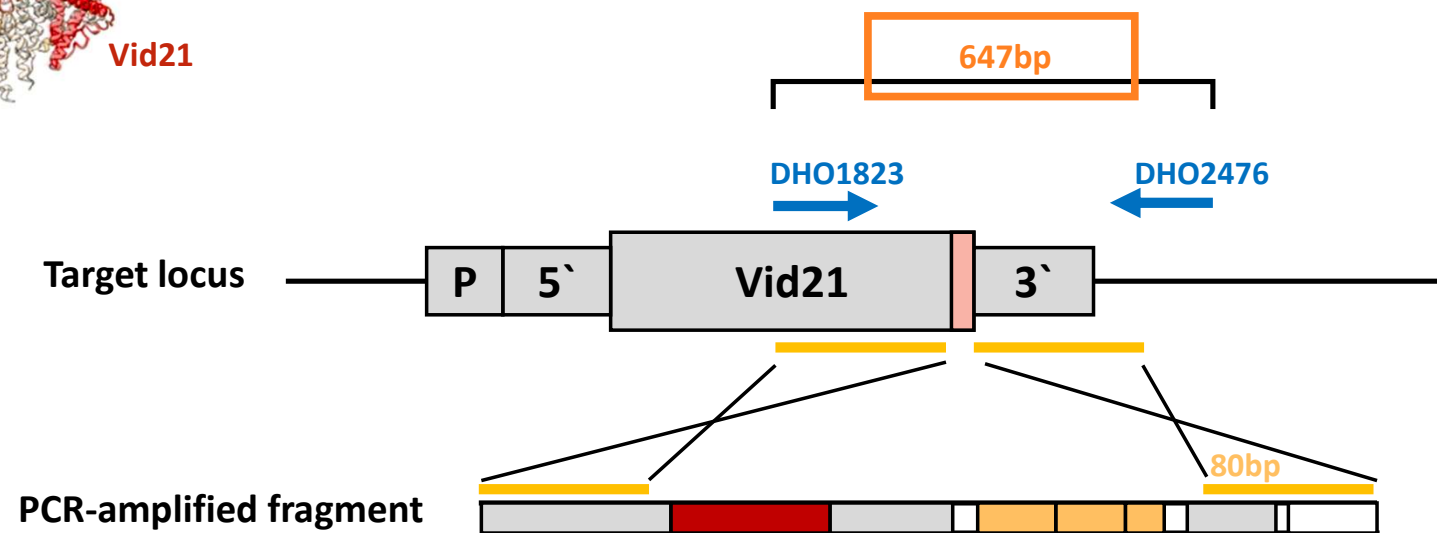 Vid21
647bp
DHO1823
DHO2476
Target locus
P
5`
Vid21
3`
80bp
PCR-amplified fragment